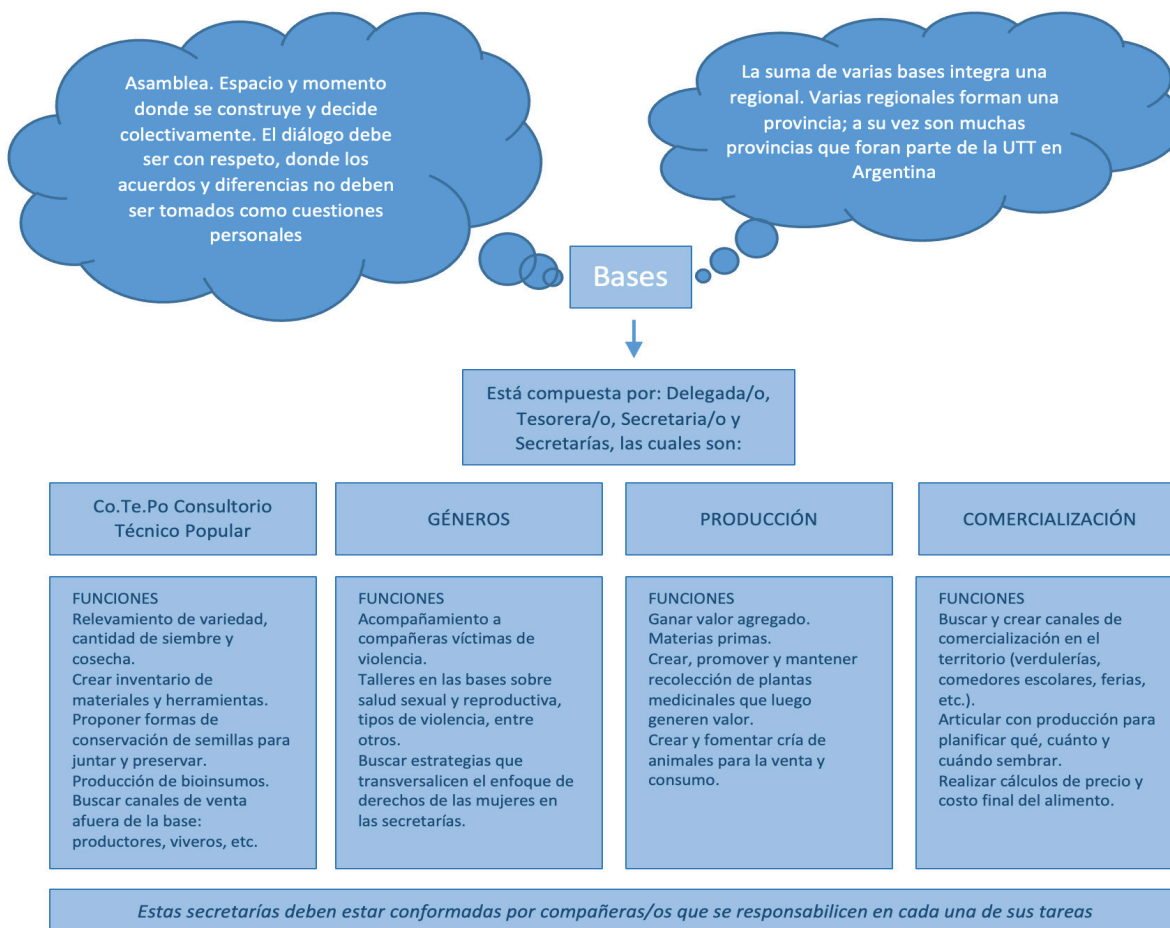 Asamblea. Espacio y momento
donde se construye y decide
colectivamente. El diálogo debe
ser con respeto, donde los
acuerdos y diferencias no deben
ser tomados como cuestiones
personales
La suma de varias bases integra una
regional. Varias regionales forman una
provincia; a su vez son muchas
provincias que foran parte de la UTT en
Argentina
Bases
Está compuesta por: Delegada/o,
Tesorera/o, Secretaria/o y
Secretarías, las cuales son:
Co.Te.Po Consultorio
Técnico Popular
FUNCIONES
Relevamiento de variedad,
cantidad de siembre y
cosecha.
Crear inventario de
materiales y herramientas.
Proponer formas de
conservación de semillas para
juntar y preservar.
Producción de bioinsumos.
Buscar canales de venta
afuera de la base:
productores, viveros, etc.
GÉNEROS
FUNCIONES
Acompañamiento a
compañeras víctimas de
violencia.
Talleres en las bases sobre
salud sexual y reproductiva,
tipos de violencia, entre
otros.
Buscar estrategias que
transversalicen el enfoque de
derechos de las mujeres en
las secretarías.
PRODUCCIÓN
FUNCIONES
Ganar valor agregado.
Materias primas.
Crear, promover y mantener
recolección de plantas
medicinales que luego
generen valor.
Crear y fomentar cría de
animales para la venta y
consumo.
COMERCIALIZACIÓN
FUNCIONES
Buscar y crear canales de
comercialización en el
territorio (verdulerías,
comedores escolares, ferias,
etc.).
Articular con producción para
planificar qué, cuánto y
cuándo sembrar.
Realizar cálculos de precio y
costo final del alimento.
Estas secretarías deben estar conformadas por compañeras/os que se responsabilicen en cada una de sus tareas